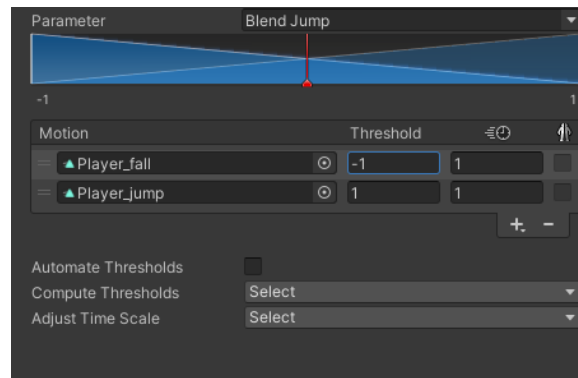 Parameter Blend Jump
-1 1
Motion Threshold
Player_fall -1 1
Player_jump 1 1
+ -
Automate Thresholds
Compute Thresholds Select
Adjust Time Scale Select